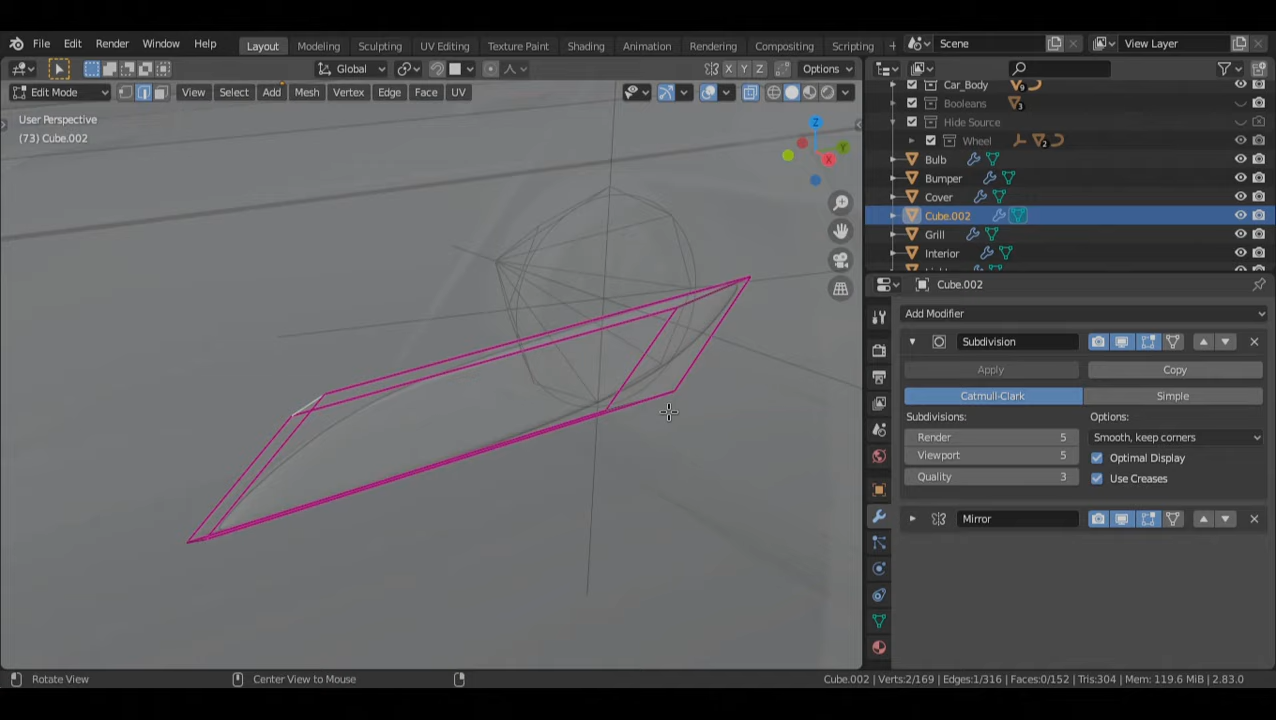 File Edit Render Window Help Layout Modeling Sculpting UV Editing Texture Paint Shading Animation Rendering Compositing Scripting + Scene View Layer
Global X Y Z Options
Edit Mode View Select Add Mesh Vertex Edge Face UV
User Perspective
(73) Cube.002
Z
Y
X
Car_Body 9
Booleans 3
Hide Source
Wheel 2
Bulb
Bumper
Cover
Cube.002
Grill
Interior
Cube.002
Add Modifier
Subdivision
Apply Copy
Catmull-Clark Simple
Subdivisions: Options:
Render 5 Smooth, keep corners
Viewport 5 Optimal Display
Quality 3 Use Creases
Mirror
Rotate View Center View to Mouse Cube.002 | Verts:2/169 | Edges:1/316 | Faces:0/152 | Tris:304 | Mem: 119.6 MiB | 2.83.0